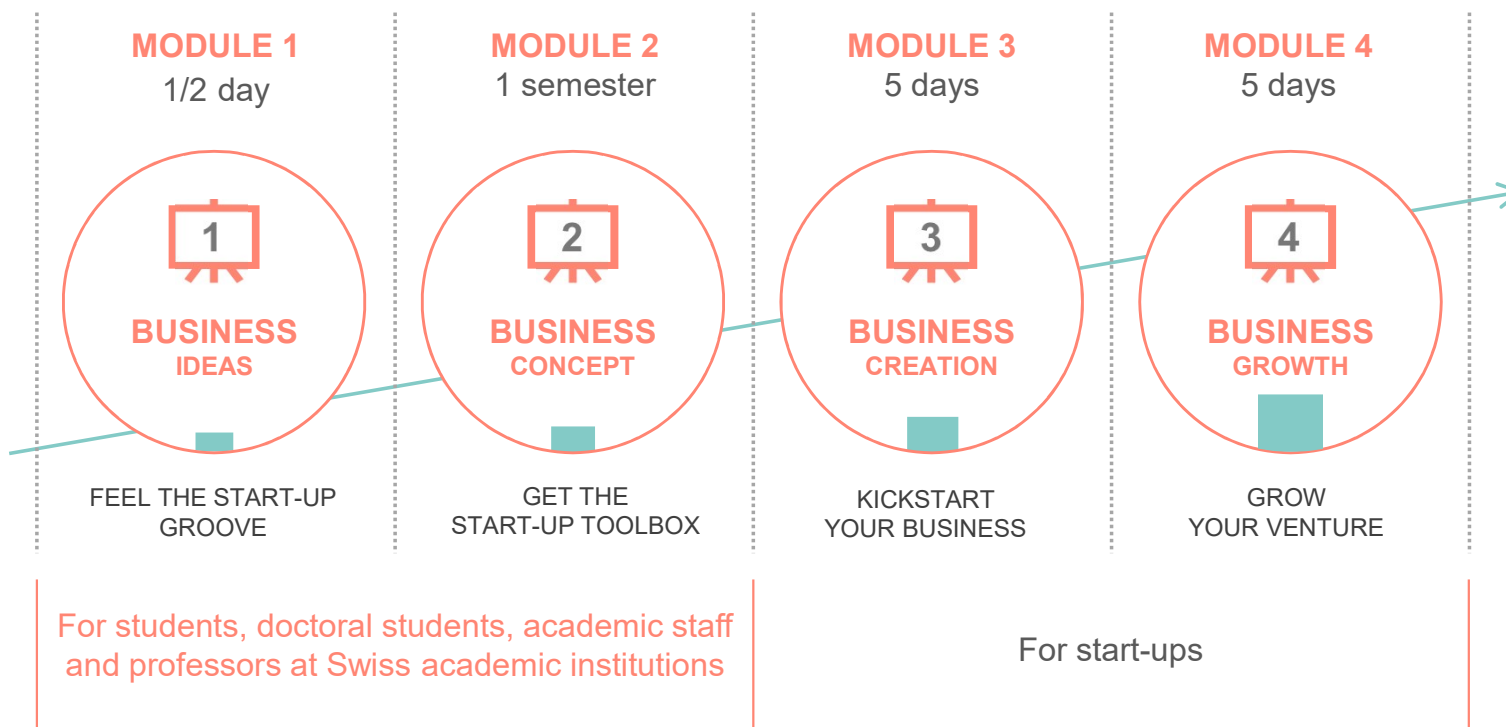 MODULE 1
1/2 day
1
BUSINESS
IDEAS
FEEL THE START-UP
GROOVE
MODULE 2
1 semester
2
BUSINESS
CONCEPT
GET THE
START-UP TOOLBOX
MODULE 3
5 days
3
BUSINESS
CREATION
KICKSTART
YOUR BUSINESS
MODULE 4
5 days
4
BUSINESS
GROWTH
GROW
YOUR VENTURE
For students, doctoral students, academic staff
and professors at Swiss academic institutions
For start-ups